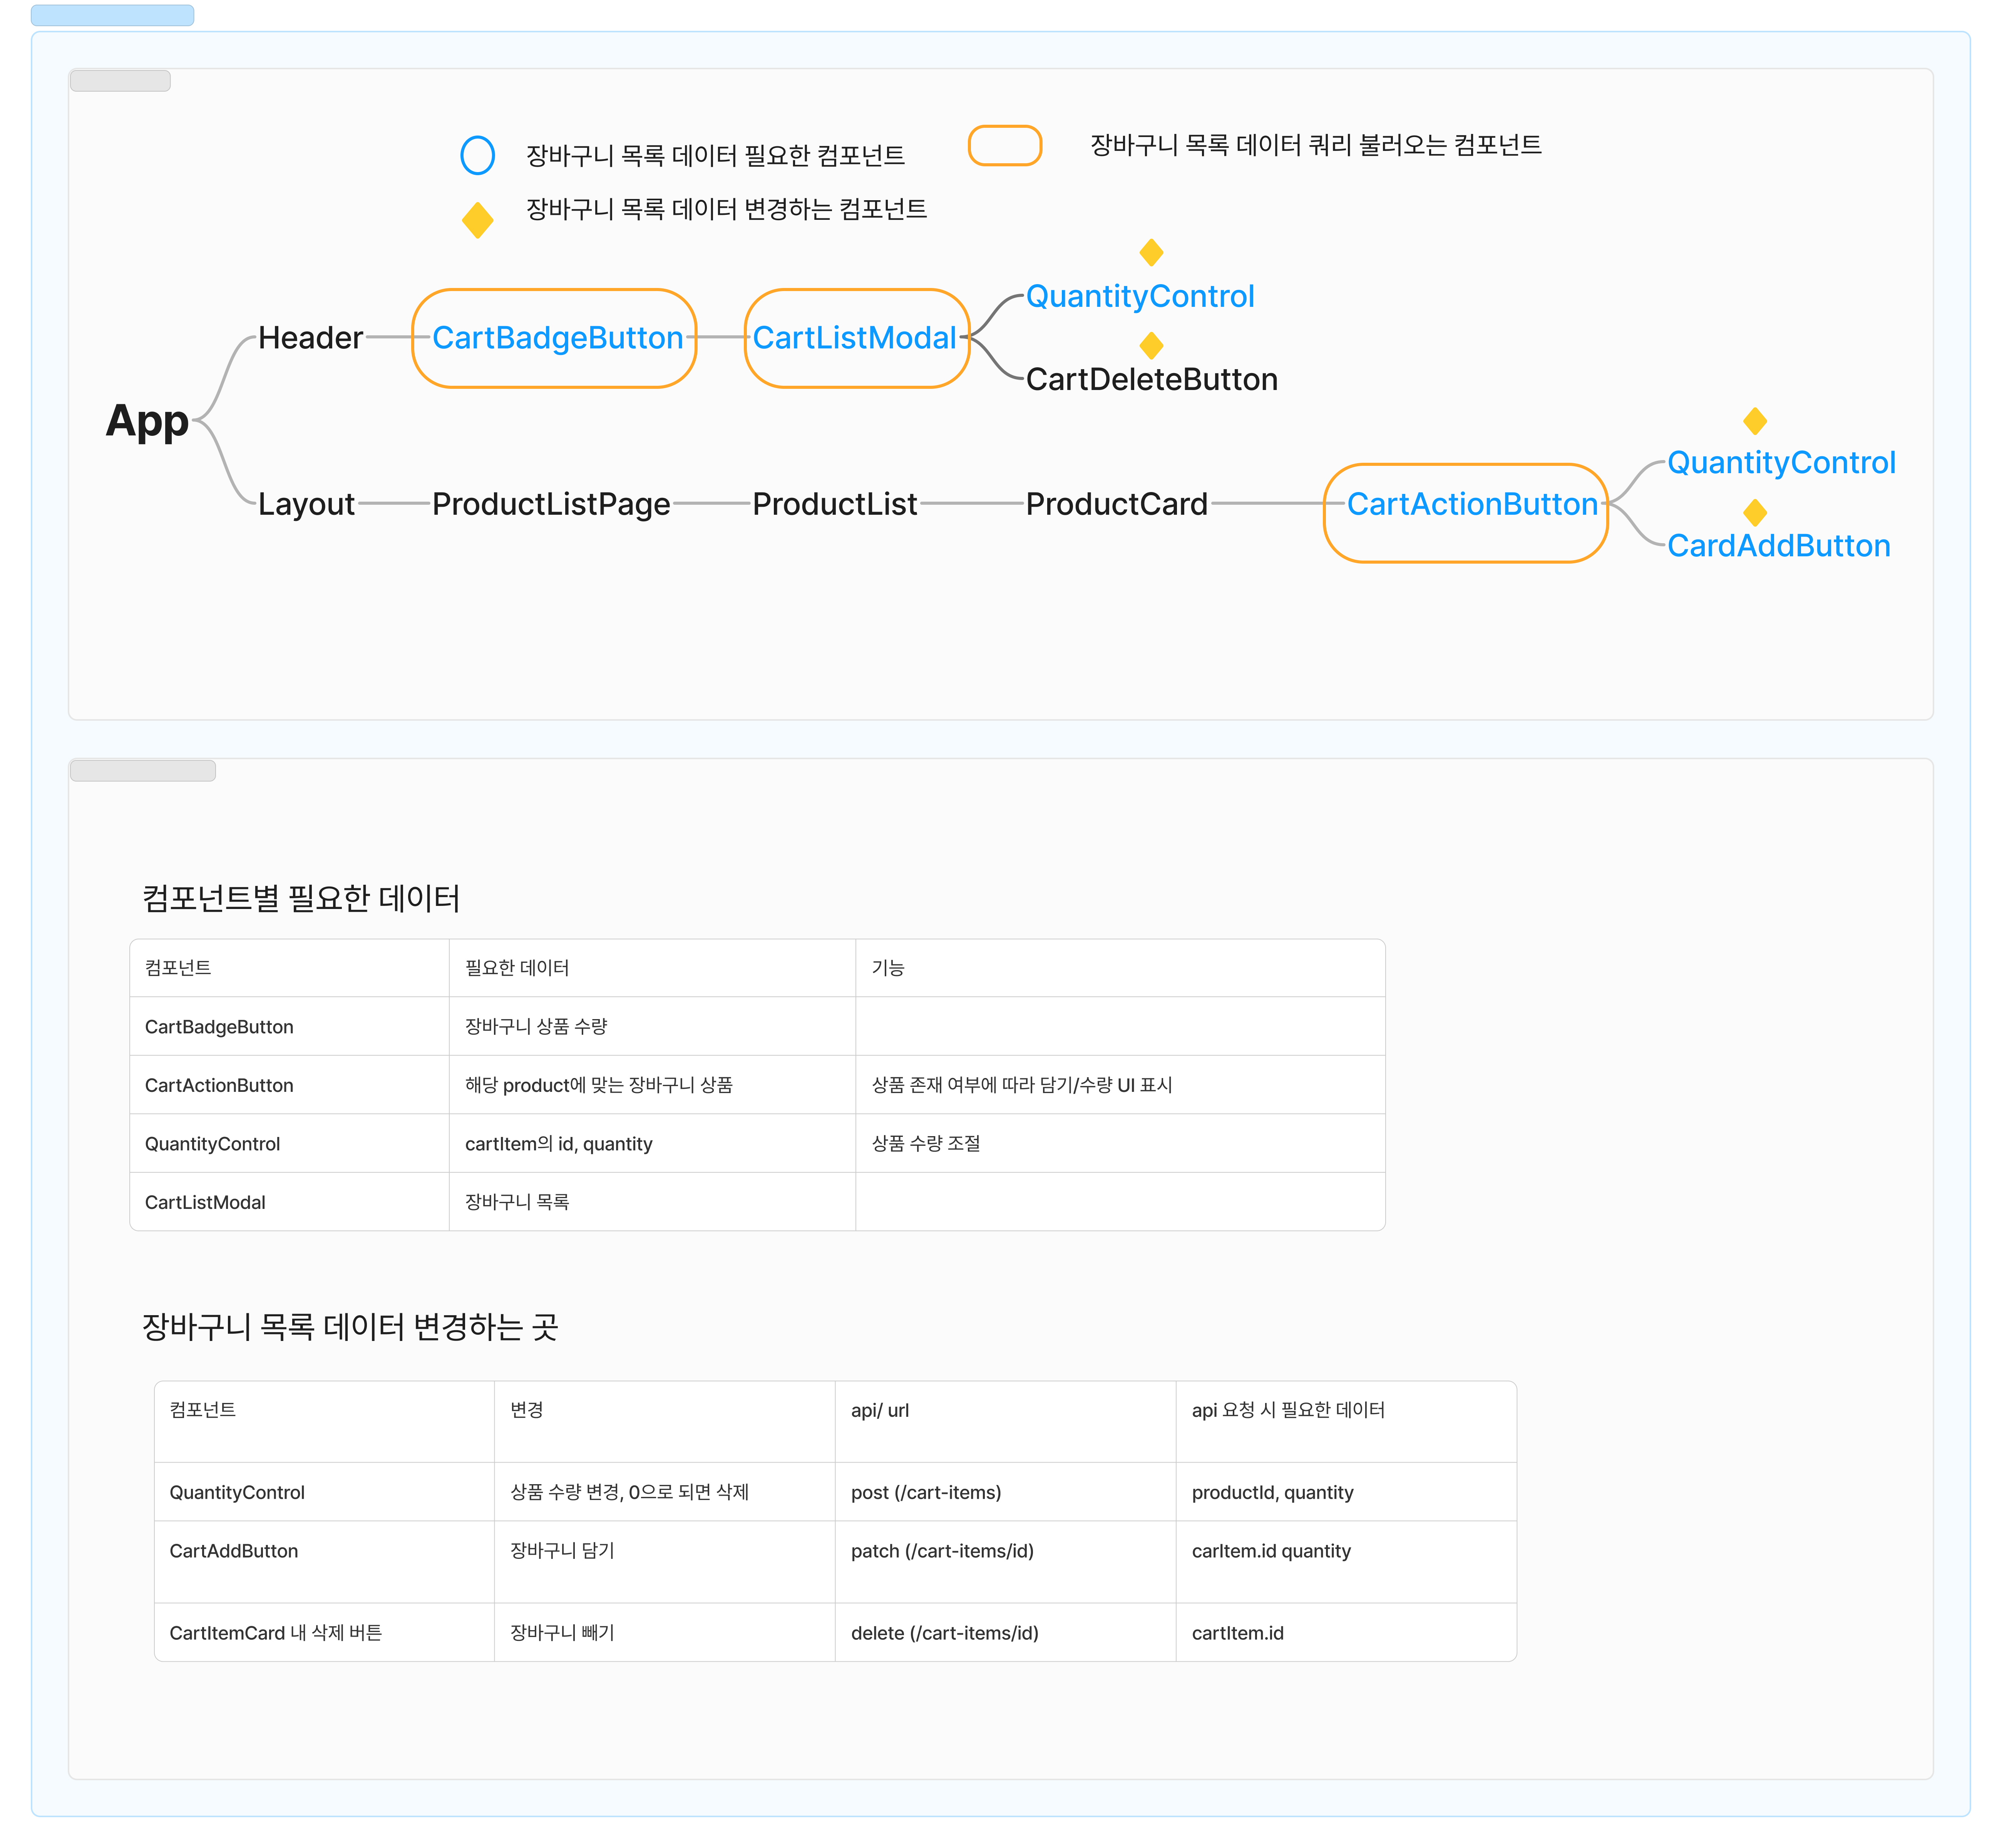 장바구니 목록 데이터 필요한 컴포넌트
장바구니 목록 데이터 쿼리 불러오는 컴포넌트
장바구니 목록 데이터 변경하는 컴포넌트
App
Header
CartBadgeButton
CartListModal
QuantityControl
CartDeleteButton
Layout
ProductListPage
ProductList
ProductCard
CartActionButton
QuantityControl
CardAddButton
컴포넌트별 필요한 데이터
컴포넌트 필요한 데이터 기능
CartBadgeButton 장바구니 상품 수량
CartActionButton 해당 product에 맞는 장바구니 상품 상품 존재 여부에 따라 담기/수량 UI 표시
QuantityControl cartItem의 id, quantity 상품 수량 조절
CartListModal 장바구니 목록
장바구니 목록 데이터 변경하는 곳
컴포넌트 변경 api/ url api 요청 시 필요한 데이터
QuantityControl 상품 수량 변경, 0으로 되면 삭제 post (/cart-items) productId, quantity
CartAddButton 장바구니 담기 patch (/cart-items/id) carItem.id quantity
CartItemCard 내 삭제 버튼 장바구니 빼기 delete (/cart-items/id) cartItem.id